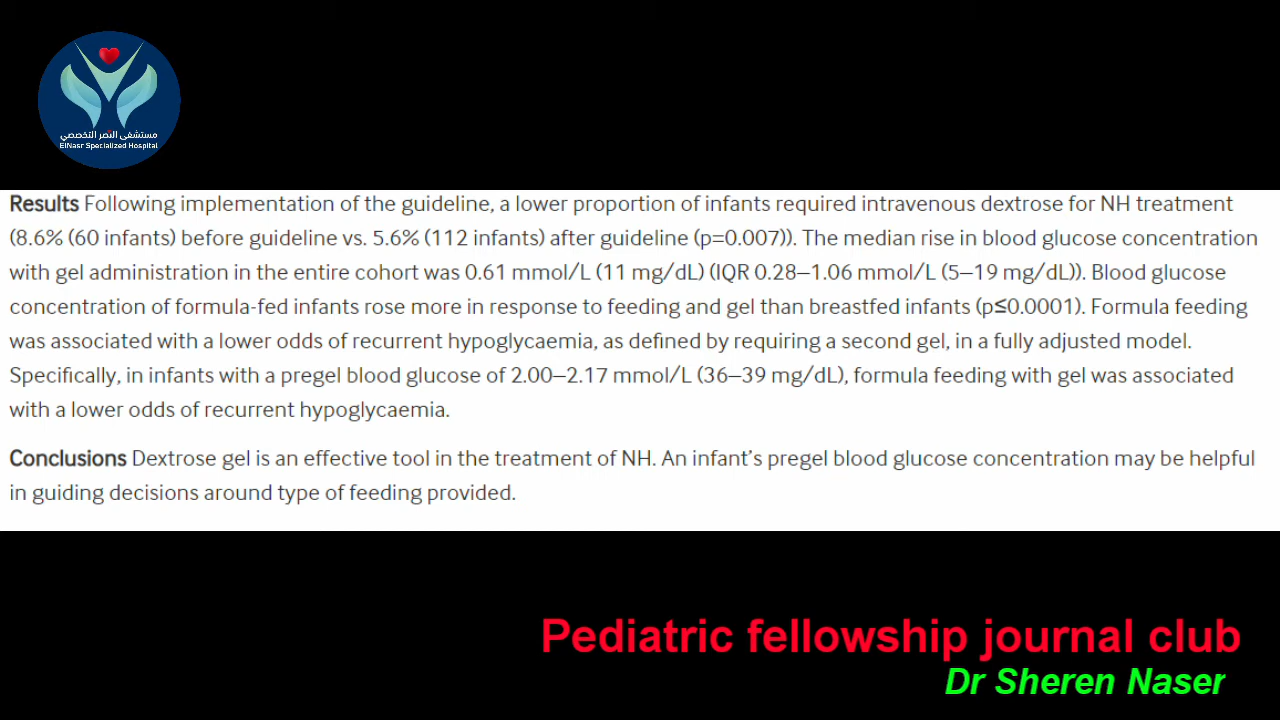 مستشفى النصر التخصصي
ElNasr Specialized Hospital
Results Following implementation of the guideline, a lower proportion of infants required intravenous dextrose for NH treatment
(8.6% (60 infants) before guideline vs. 5.6% (112 infants) after guideline (p=0.007)). The median rise in blood glucose concentration
with gel administration in the entire cohort was 0.61 mmol/L (11 mg/dL) (IQR 0.28–1.06 mmol/L (5–19 mg/dL)). Blood glucose
concentration of formula-fed infants rose more in response to feeding and gel than breastfed infants (p≤0.0001). Formula feeding
was associated with a lower odds of recurrent hypoglycaemia, as defined by requiring a second gel, in a fully adjusted model.
Specifically, in infants with a pregel blood glucose of 2.00–2.17 mmol/L (36–39 mg/dL), formula feeding with gel was associated
with a lower odds of recurrent hypoglycaemia.
Conclusions Dextrose gel is an effective tool in the treatment of NH. An infant’s pregel blood glucose concentration may be helpful
in guiding decisions around type of feeding provided.
Pediatric fellowship journal club
Dr Sheren Naser